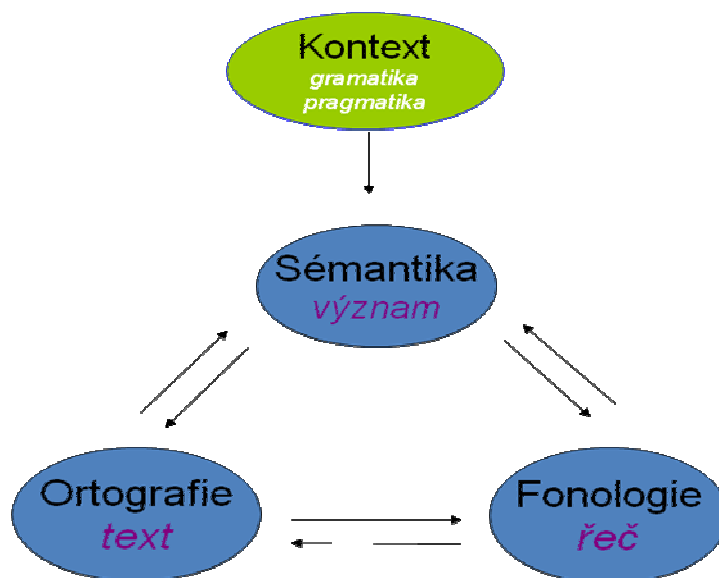 Kontext
gramatika
pragmatika
Sémantika
význam
Ortografie
text
Fonologie
řeč